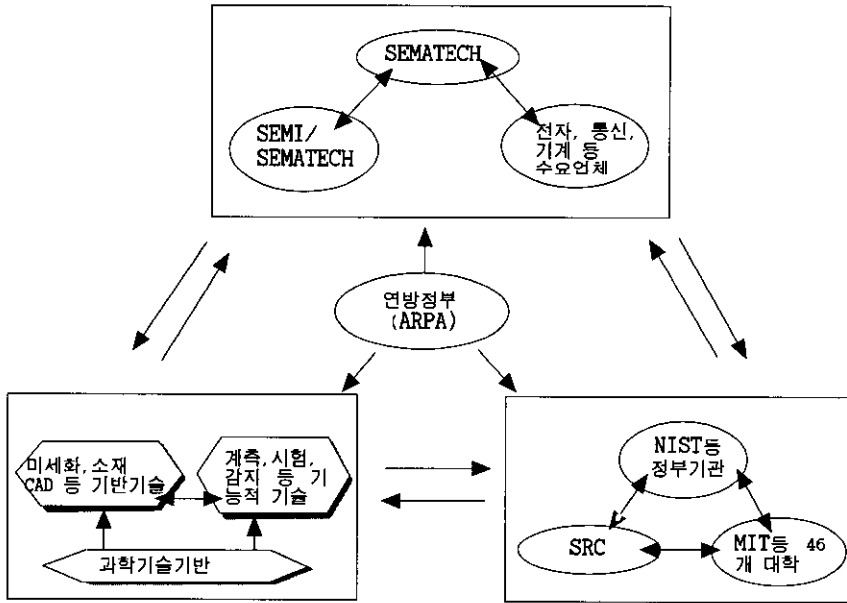 SEMATECH
SEMI/
SEMATECH
전자, 통신,
기계 등
수요언체
연방정부
(ARPA)
미세화, 소재
CAD 등 기반기술
계측, 시험,
감지 등 기
능적 기술
과학기술기반
NIST등
정부기관
SRC
MIT등 46
개 대학